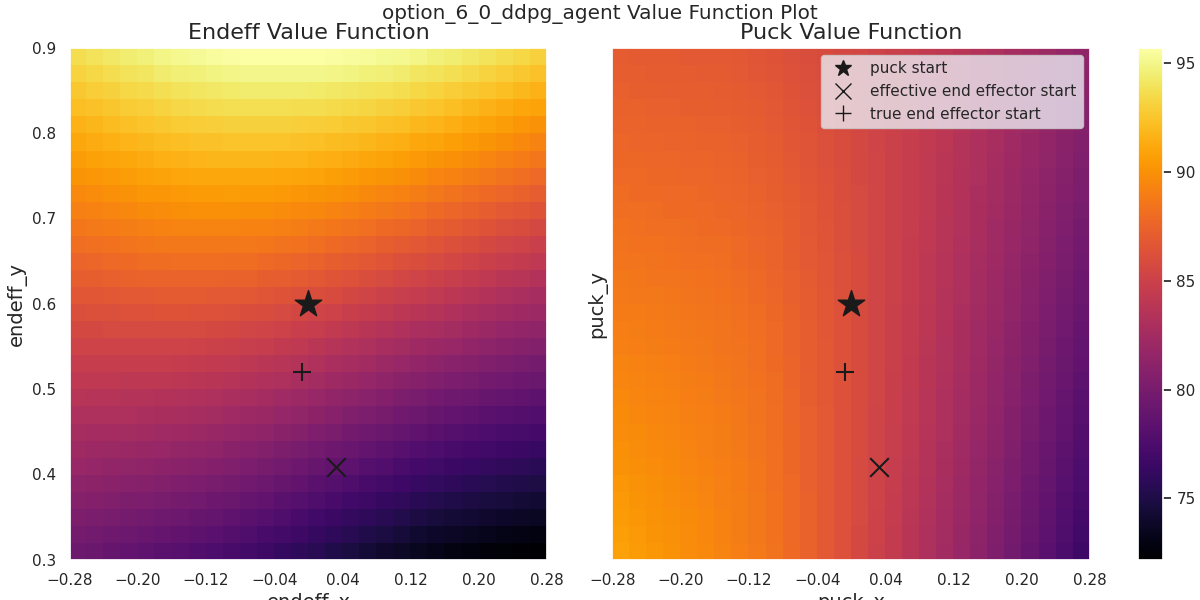 option_6_0_ddpg_agent Value Function Plot
Endeff Value Function
Puck Value Function
endeff_y
0.9
0.8
0.7
0.6
0.5
0.4
0.3
−0.28 −0.20 −0.12 −0.04 0.04 0.12 0.20 0.28
endeff_x
puck_y
puck start
effective end effector start
true end effector start
−0.28 −0.20 −0.12 −0.04 0.04 0.12 0.20 0.28
puck_x
95
90
85
80
75